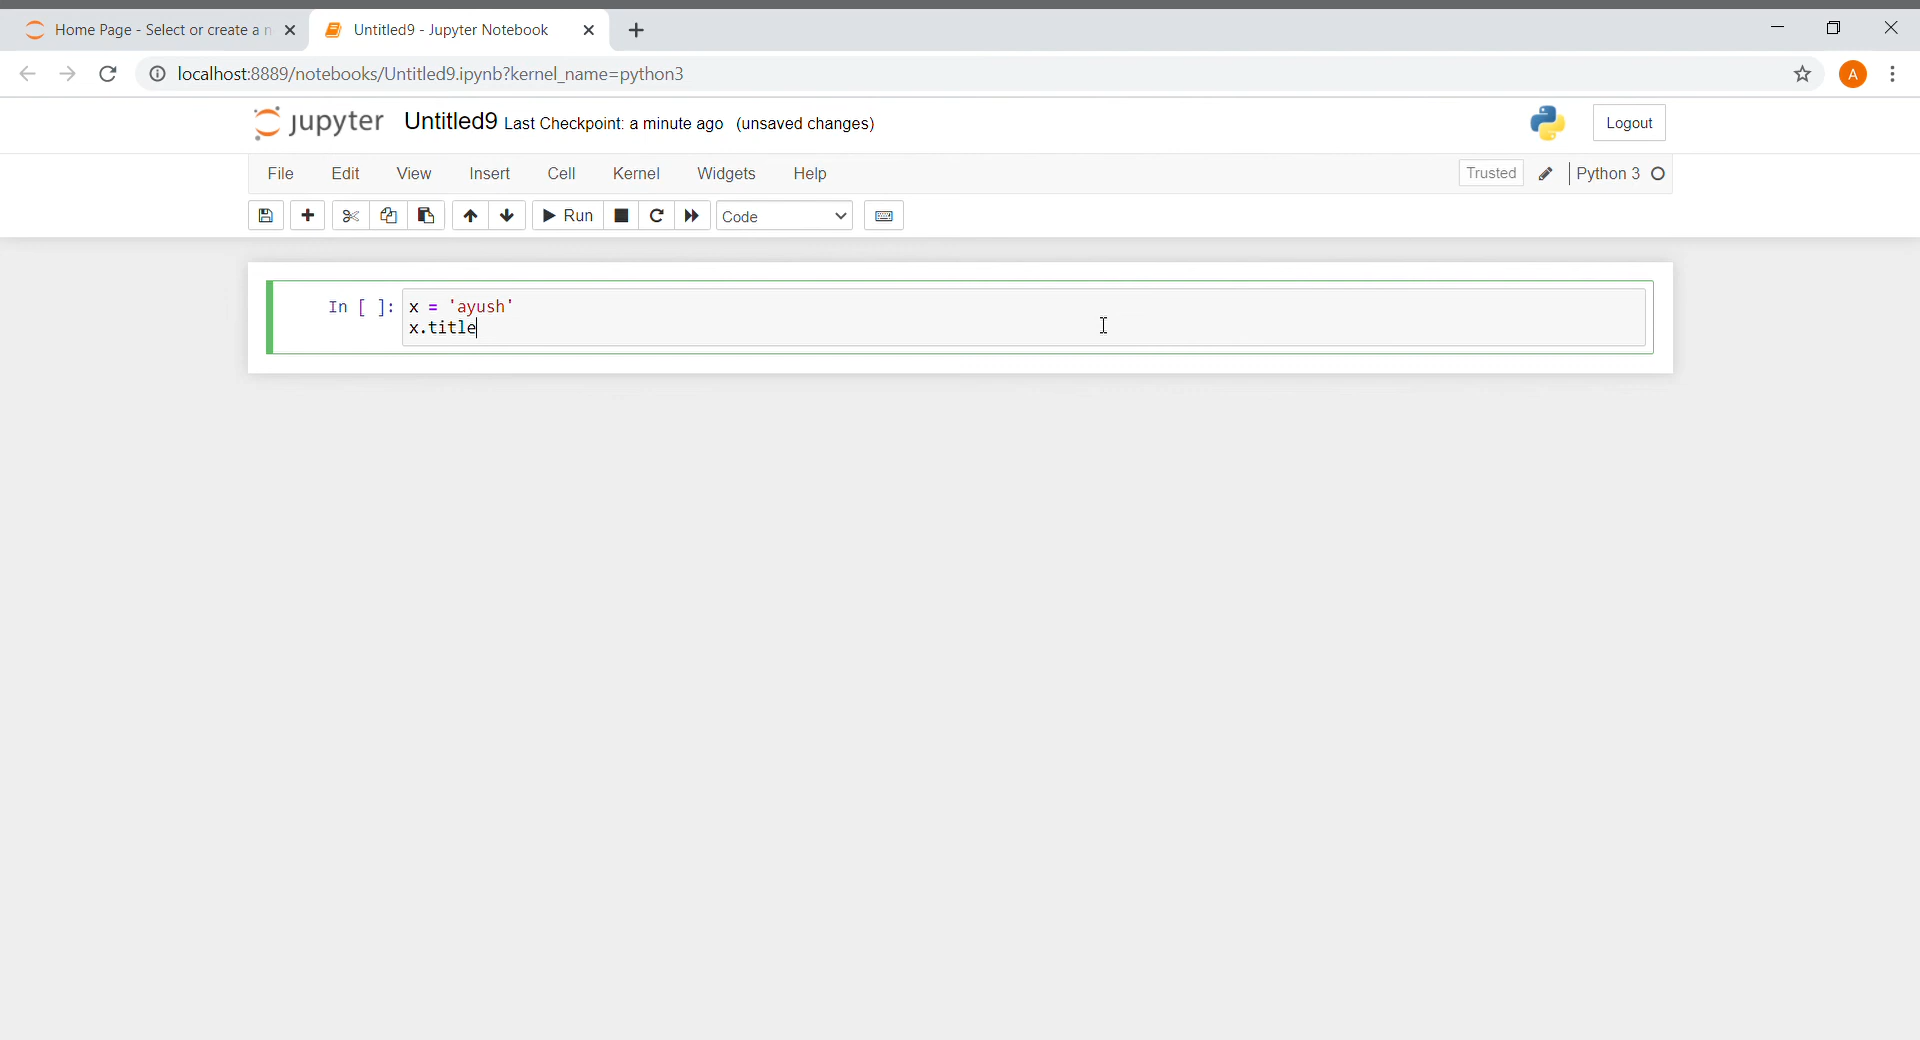 Home Page - Select or create a n
Untitled9 - Jupyter Notebook
localhost:8889/notebooks/Untitled9.ipynb?kernel_name=python3
A
jupyter Untitled9 Last Checkpoint: a minute ago (unsaved changes)
Logout
File Edit View Insert Cell Kernel Widgets Help
Trusted Python 3
Run Code
In [ ]: x = 'ayush'
x.title